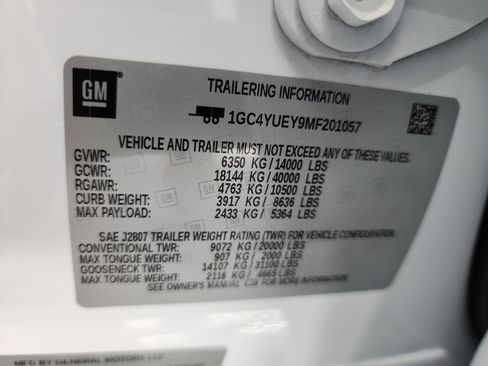 GM
TRAILERING INFORMATION
1GC4YUEY9MF201057
VEHICLE AND TRAILER MUST NOT EXCEED ANY OF THESE VALUES.
GVWR: 6350 KG/14000 LBS
GCWR: 18144 KG/40000 LBS
RGAWR: 4763 KG/10500 LBS
CURB WEIGHT: 3917 KG/ 8636 LBS
MAX PAYLOAD: 2433 KG/ 5364 LBS
SAE J2807 TRAILER WEIGHT RATING (TWR) FOR VEHICLE CONFIGURATION.
CONVENTIONAL TWR: 9072 KG/20000 LBS
MAX TONGUE WEIGHT: 907 KG/ 2000 LBS
GOOSENECK TWR: 14107 KG/31100 LBS
MAX TONGUE WEIGHT: 2116 KG/ 4665 LBS
SEE OWNER'S MANUAL FOR MORE INFORMATION.
MFD BY GENERAL MOTORS LLC